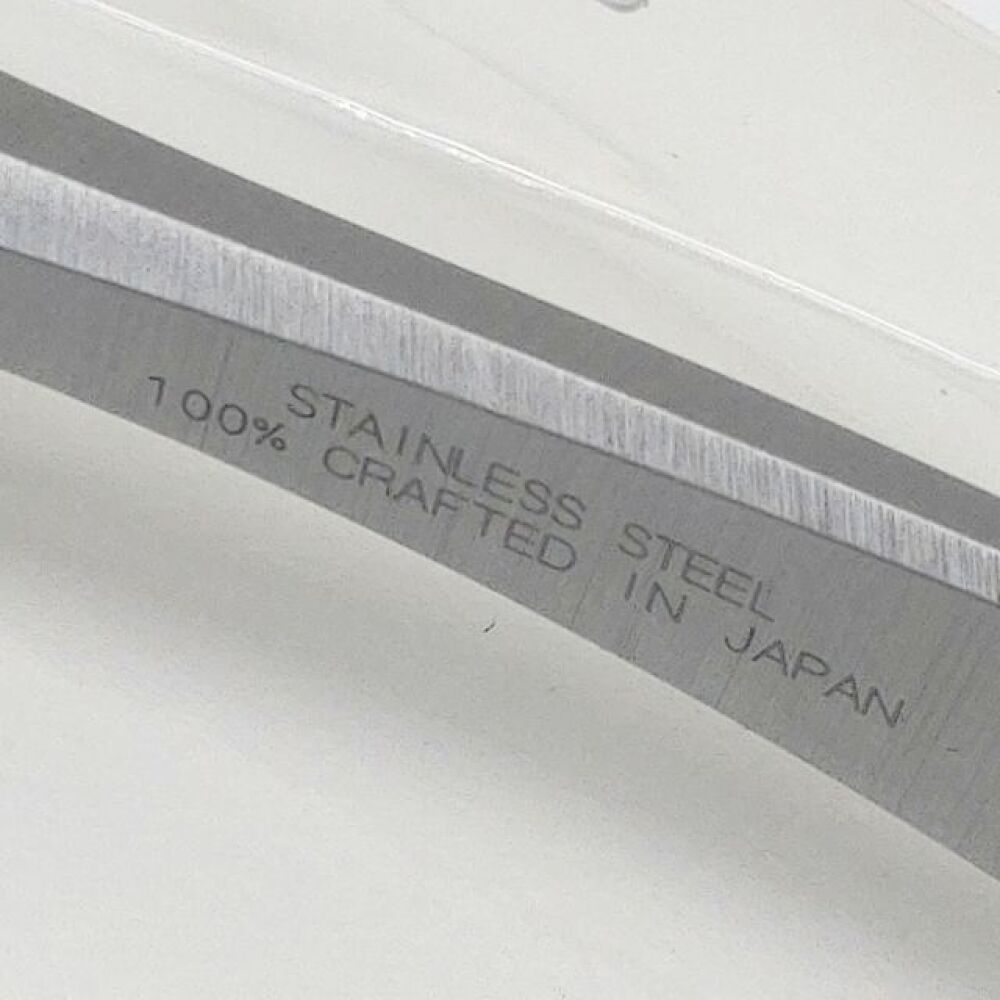 STAINLESS STEEL
100% CRAFTED IN JAPAN